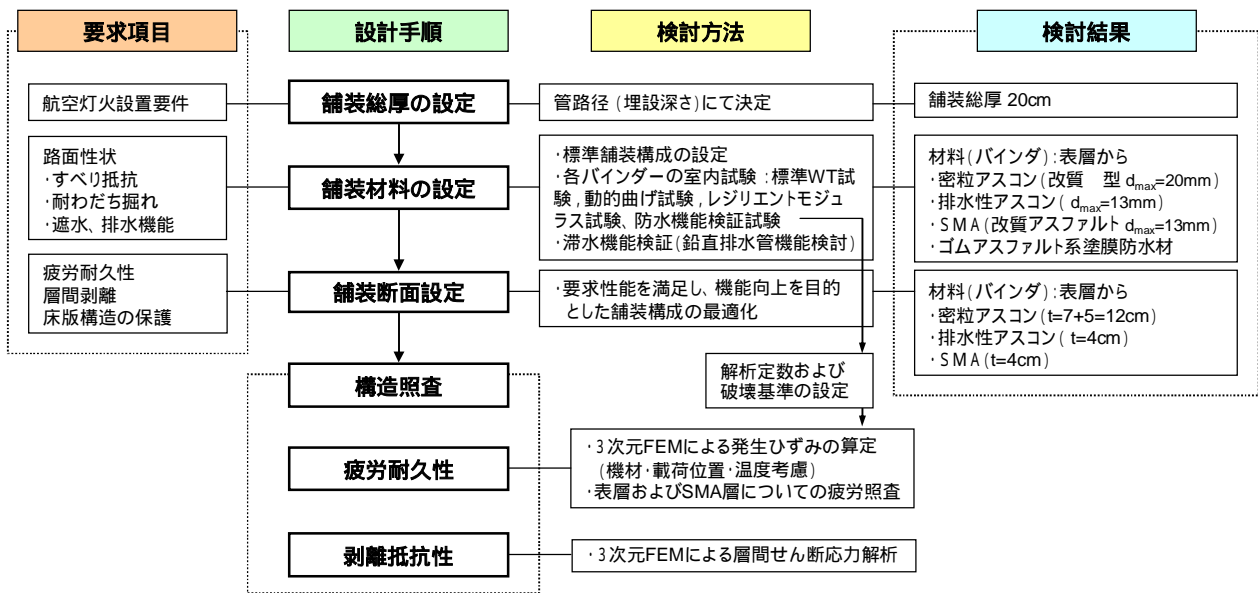 要求項目
設計手順
検討方法
検討結果
航空灯火設置要件
舗装総厚の設定
管路径(埋設深さ)にて決定
舗装総厚 20cm
路面性状
・すべり抵抗
・耐わだち掘れ
・遮水、排水機能
舗装材料の設定
・標準舗装構成の設定
・各バインダーの室内試験:標準WT試
験,動的曲げ試験,レジリエントモジュ
ラス試験、防水機能検証試験
・滞水機能検証(鉛直排水管機能検討)
材料(バインダ):表層から
・密粒アスコン(改質 型 dmax=20mm)
・排水性アスコン( dmax=13mm)
・SMA(改質アスファルト dmax=13mm)
・ゴムアスファルト系塗膜防水材
疲労耐久性
層間剥離
床版構造の保護
舗装断面設定
・要求性能を満足し、機能向上を目的
とした舗装構成の最適化
材料(バインダ):表層から
・密粒アスコン(t=7+5=12cm)
・排水性アスコン( t=4cm)
・SMA(t=4cm)
構造照査
解析定数および
破壊基準の設定
疲労耐久性
・3次元FEMによる発生ひずみの算定
(機材・載荷位置・温度考慮)
・表層およびSMA層についての疲労照査
剥離抵抗性
・3次元FEMによる層間せん断応力解析